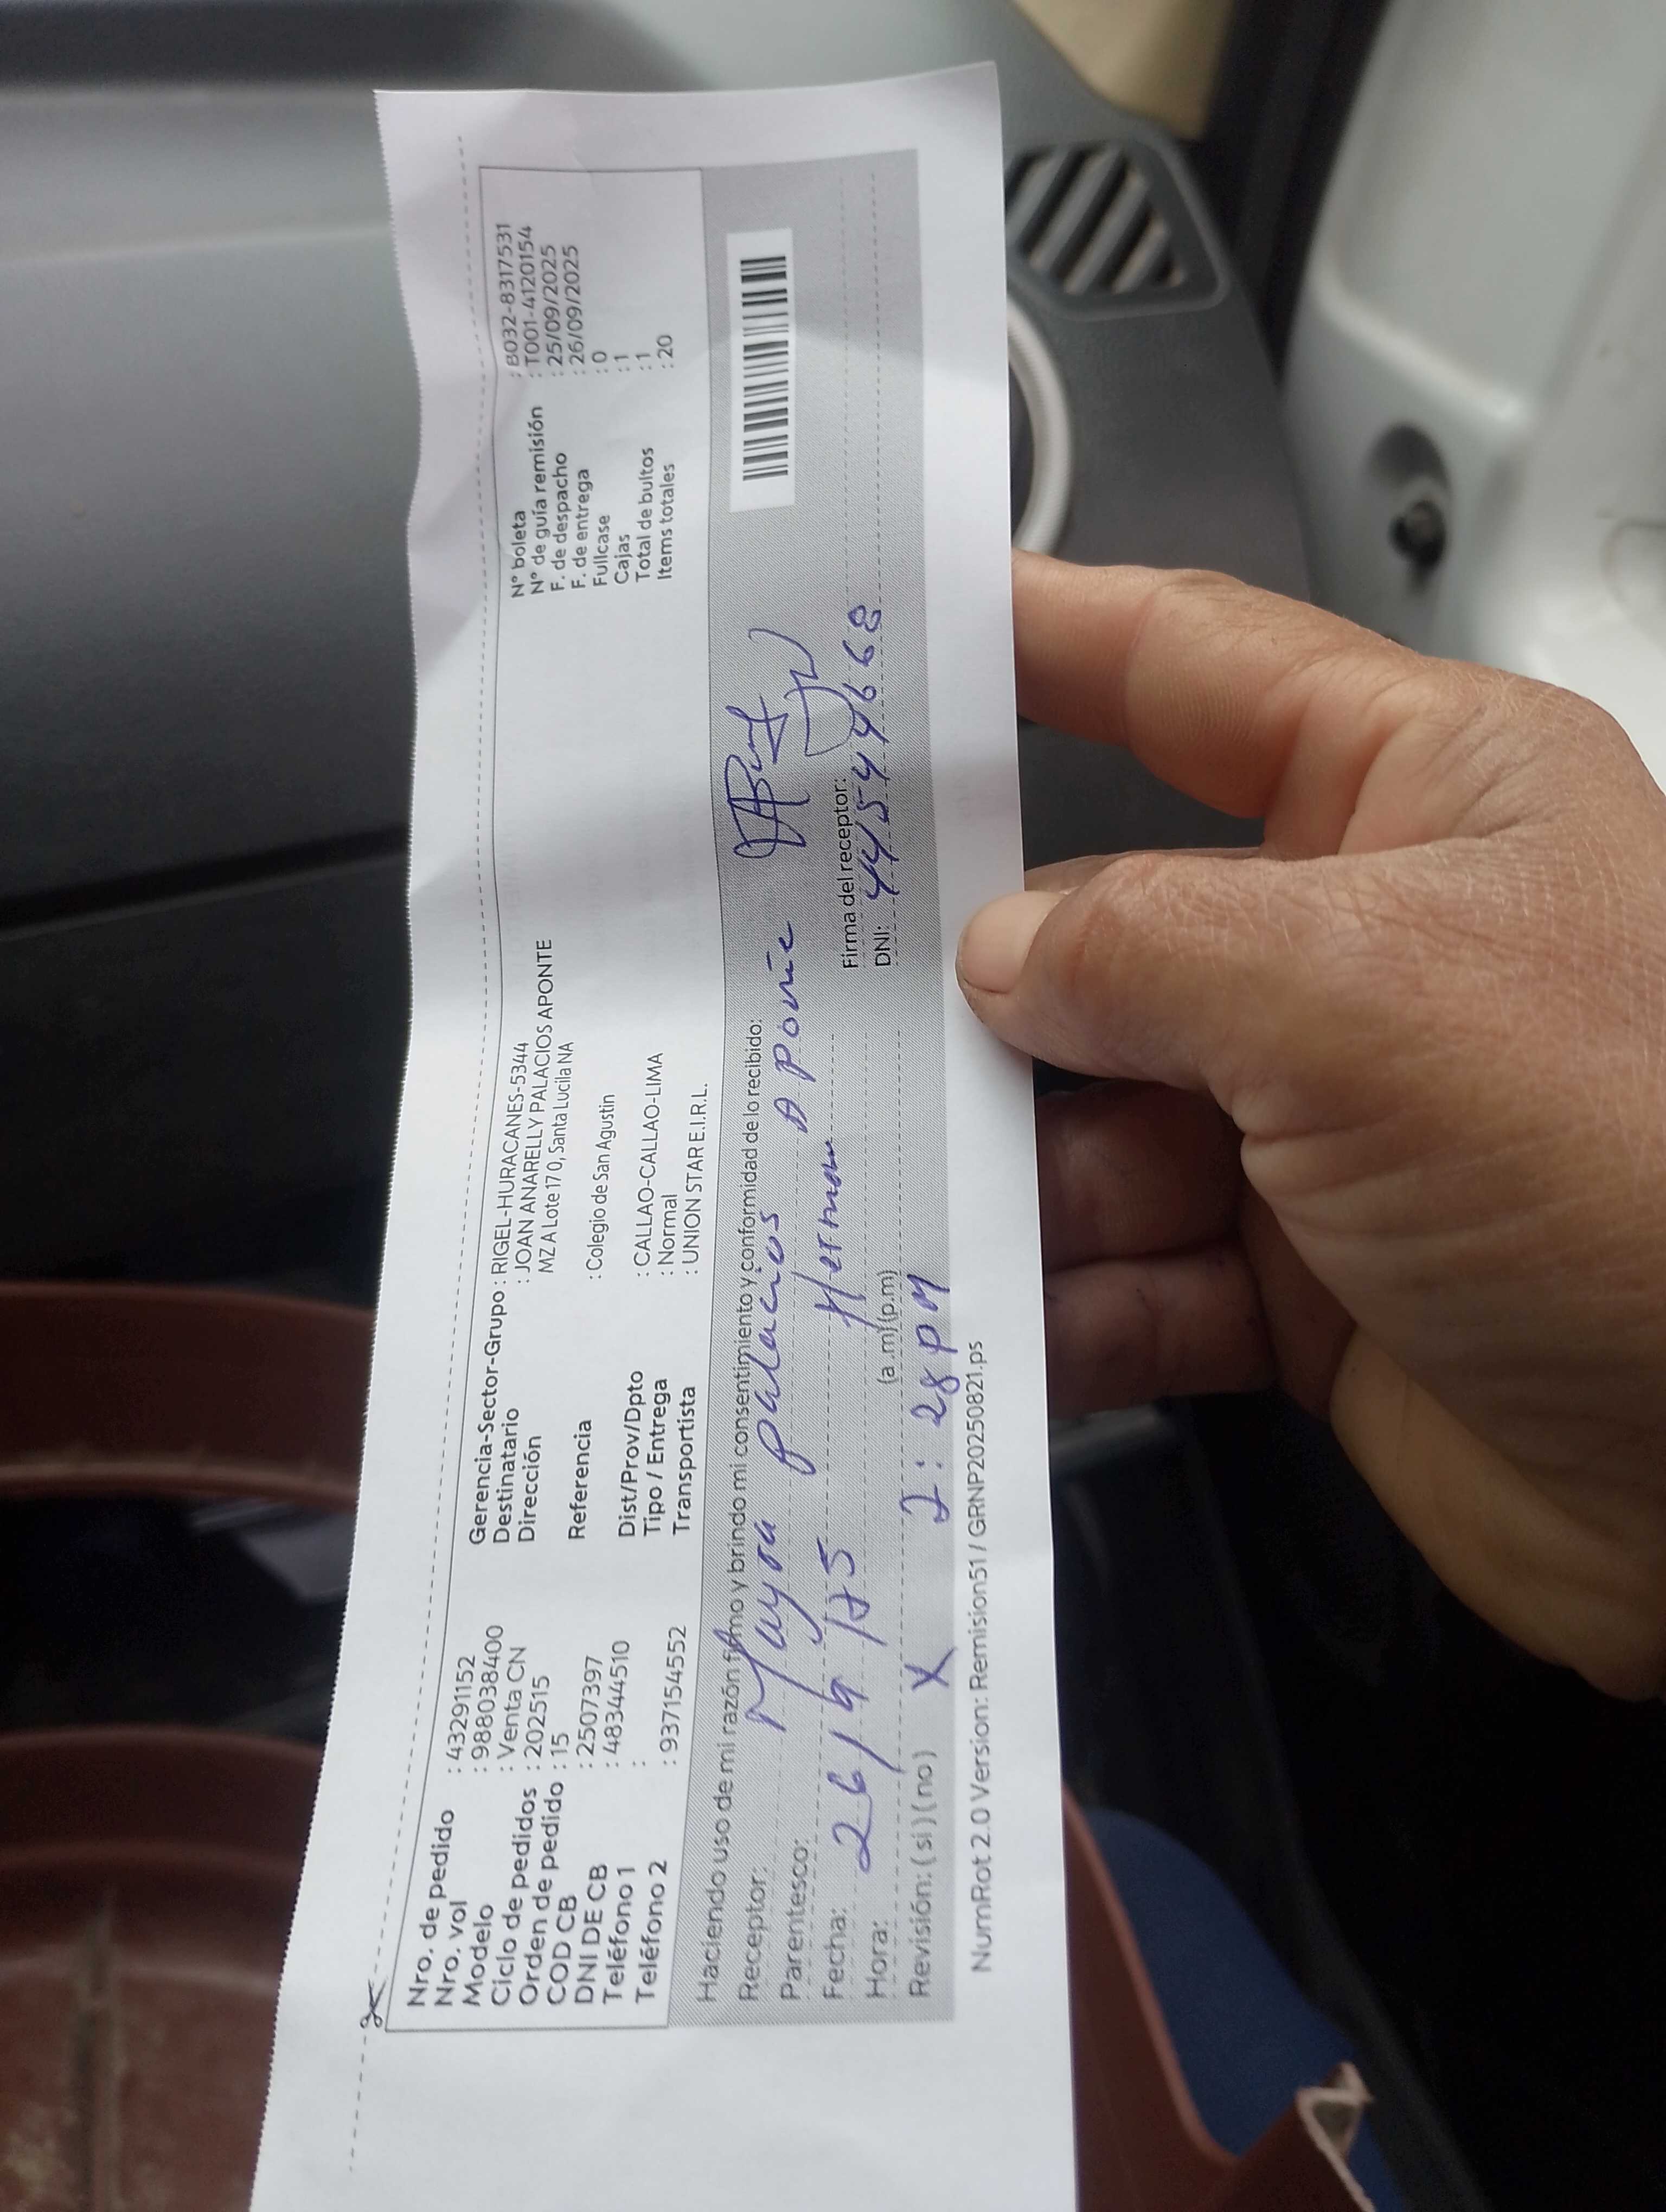 Nro. de pedido : 43291152
Nro. vol : 988038400
Modelo : Venta CN
Ciclo de pedidos : 202515
Orden de pedido : 15
COD CB : 2507397
DNI DE CB : 48344510
Teléfono 1 :
Teléfono 2 : 937154552
Gerencia-Sector-Grupo : RIGEL-HURACANES-5344
Destinatario : JOAN ANARELLY PALACIOS APONTE
Dirección MZ A Lote 17 0, Santa Lucila NA
Referencia : Colegio de San Agustin
Dist/Prov/Dpto : CALLAO-CALLAO-LIMA
Tipo / Entrega : Normal
Transportista : UNION STAR E.I.R.L.
N° boleta : B032-8317531
N° de guía remisión : T001-4120154
F. de despacho : 25/09/2025
F. de entrega : 26/09/2025
Fullcase : 0
Cajas : 1
Total de bultos : 1
Items totales : 20
Haciendo uso de mi razón firmo y brindo mi consentimiento y conformidad de lo recibido:
Receptor: Mayra Palacios Aponte
Parentesco: Herman
Fecha: 26/9/25
Hora: (a.m)(p.m) 2:28 pm
Revisión: (si) (no) X
Firma del receptor:
DNI: 44549668
NumRot 2.0 Version: Remision51 / GRNP20250821.ps